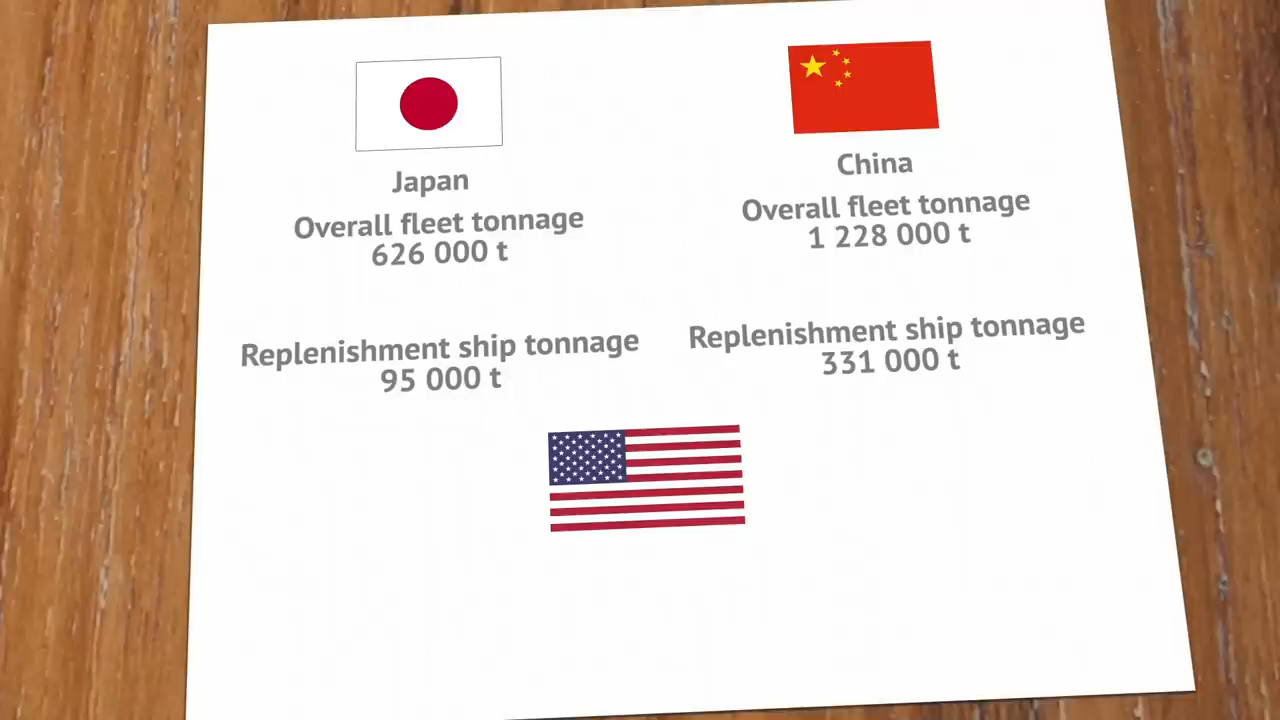 Japan
Overall fleet tonnage
626 000 t
Replenishment ship tonnage
95 000 t
China
Overall fleet tonnage
1 228 000 t
Replenishment ship tonnage
331 000 t